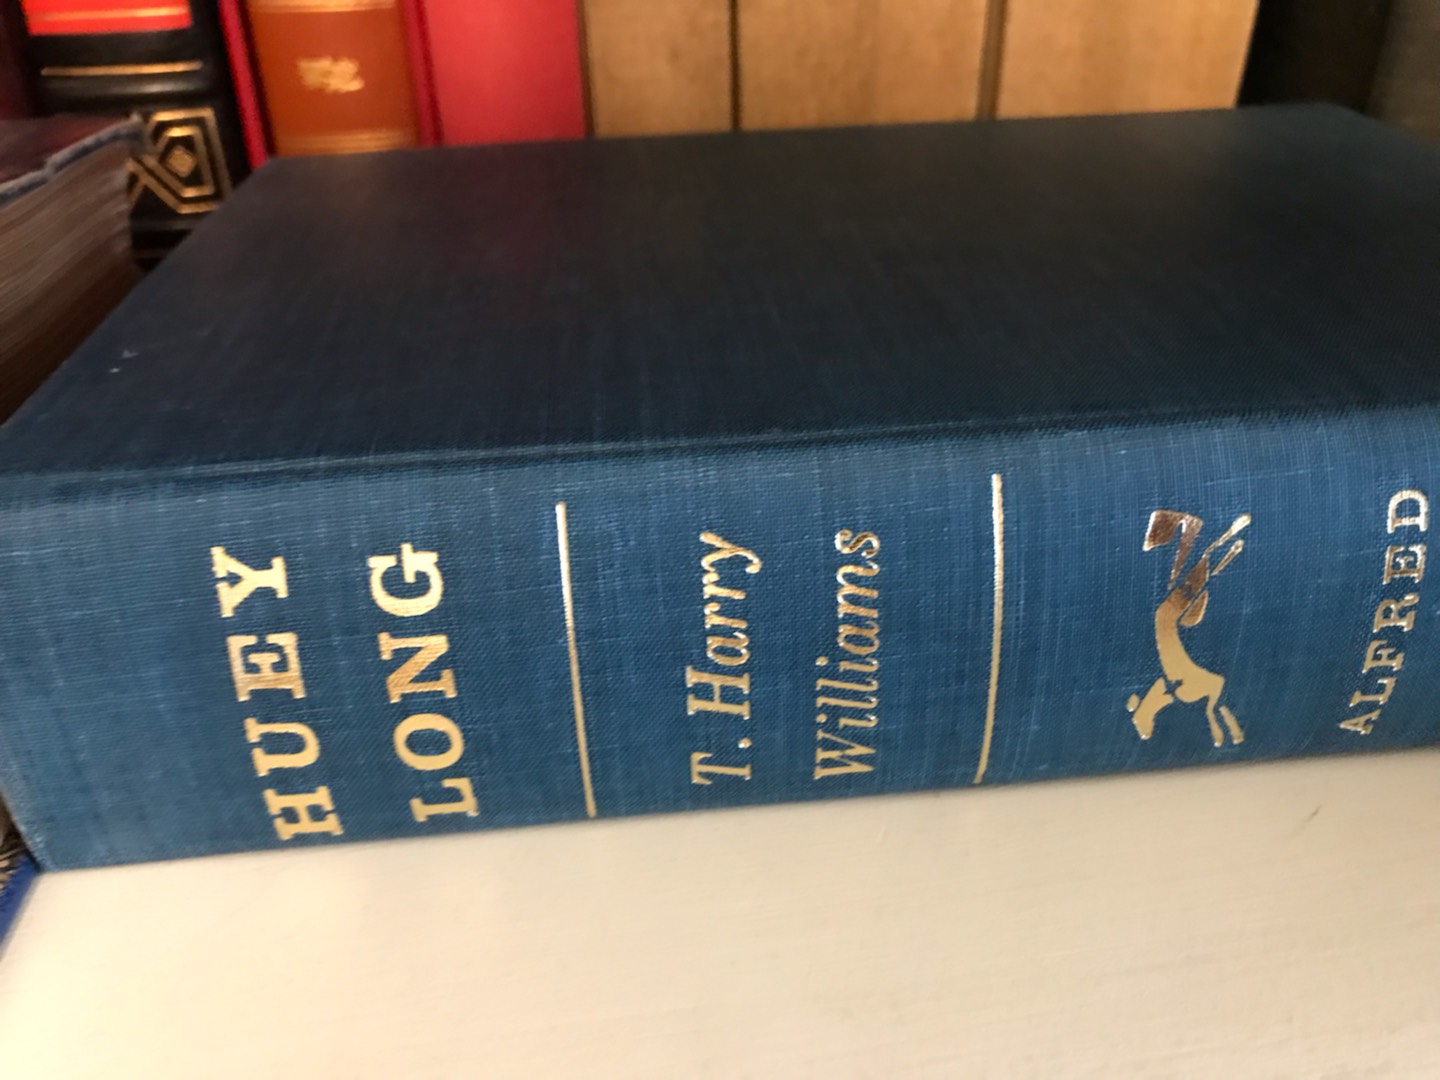 HUEY
LONG
T. Harry
Williams
ALFRED